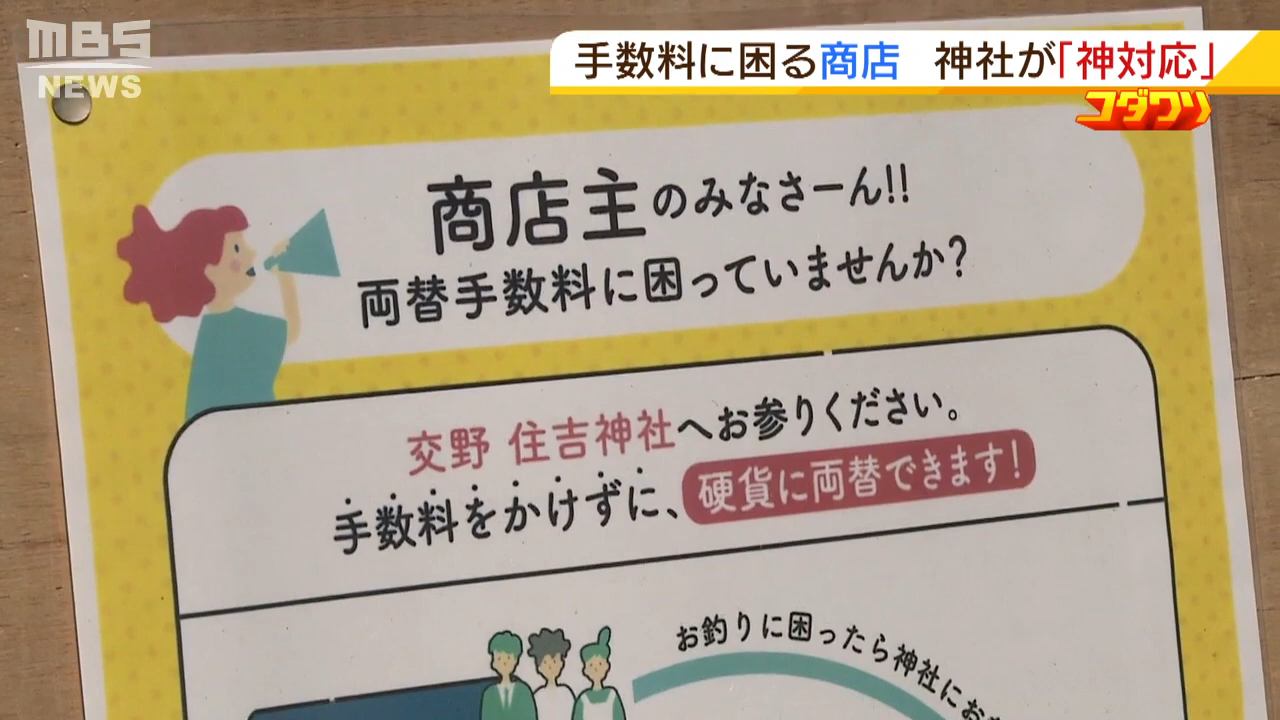 MBS
NEWS
手数料に困る商店 神社が「神対応」
コダワリ
商店主のみなさーん!!
両替手数料に困っていませんか?
交野 住吉神社へお参りください。
手数料をかけずに、硬貨に両替できます!
お釣りに困ったら神社にお